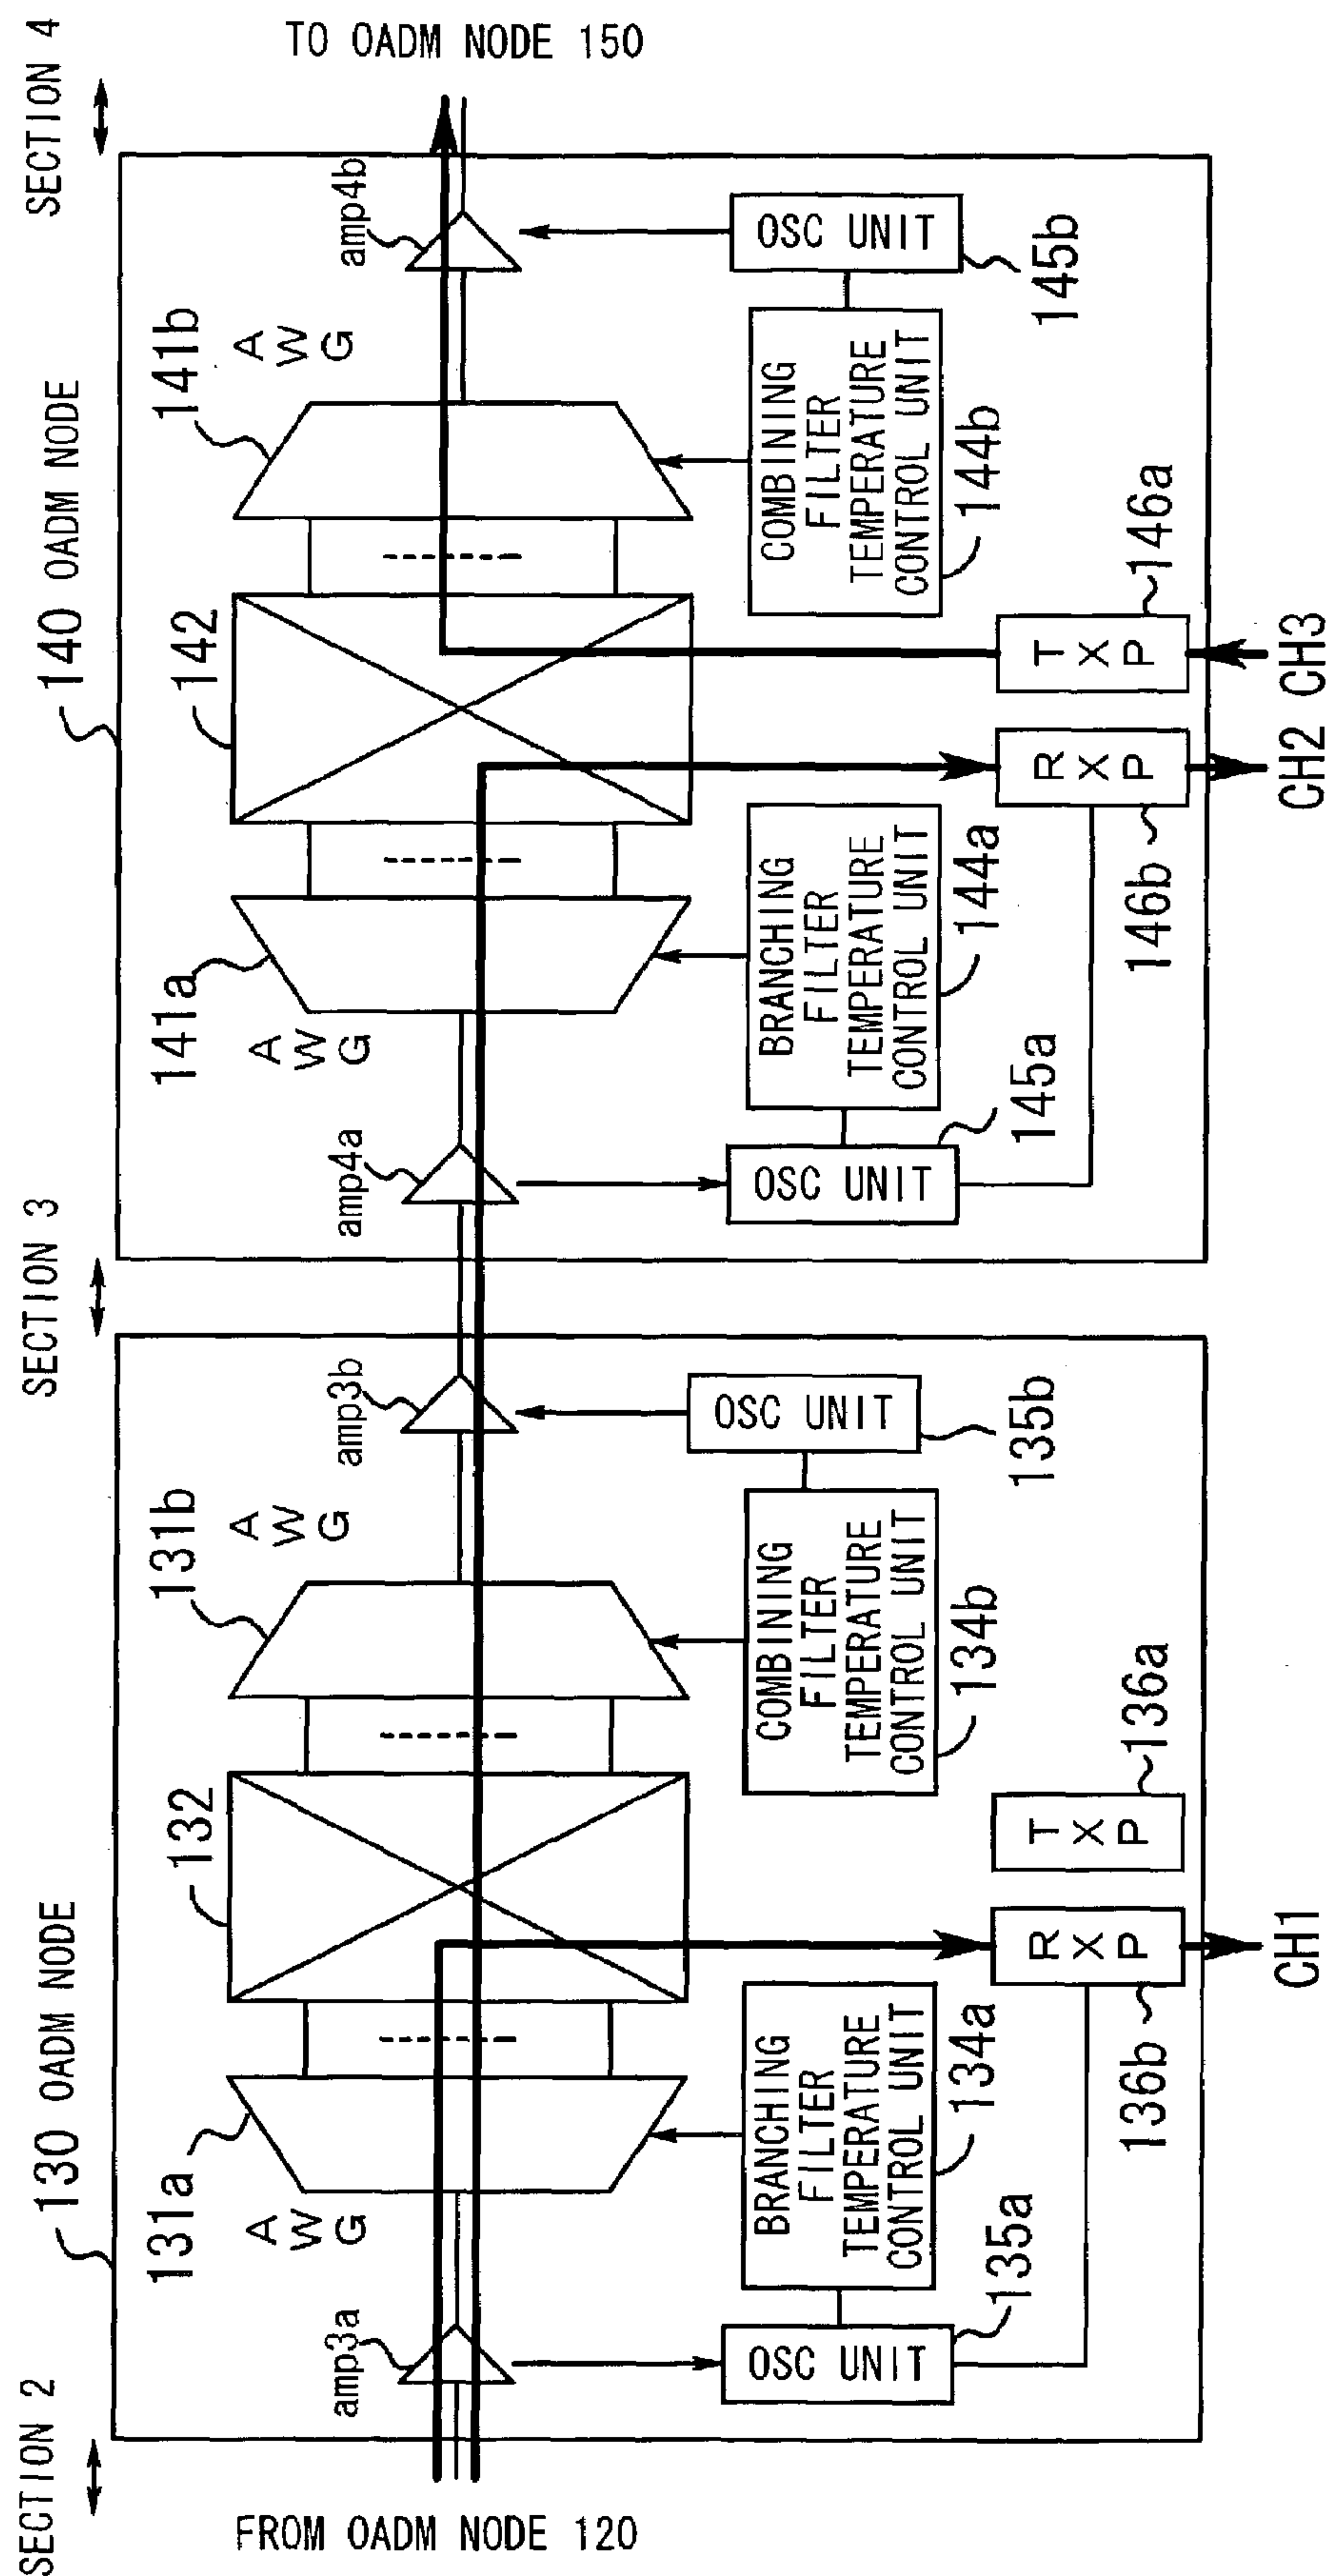 SECTION 2
130 OADM NODE
SECTION 3
140 OADM NODE
SECTION 4
FROM OADM NODE 120
TO OADM NODE 150
amp3a
131a
A W G
132
131b
A W G
amp3b
OSC UNIT
135a
BRANCHING
FILTER
TEMPERATURE
CONTROL UNIT
134a
COMBINING
FILTER
TEMPERATURE
CONTROL UNIT
134b
OSC UNIT
135b
R X P
136b
T X P
136a
CH1
amp4a
141a
A W G
142
141b
A W G
amp4b
OSC UNIT
145a
BRANCHING
FILTER
TEMPERATURE
CONTROL UNIT
144a
COMBINING
FILTER
TEMPERATURE
CONTROL UNIT
144b
OSC UNIT
145b
R X P
146b
T X P
146a
CH2 CH3